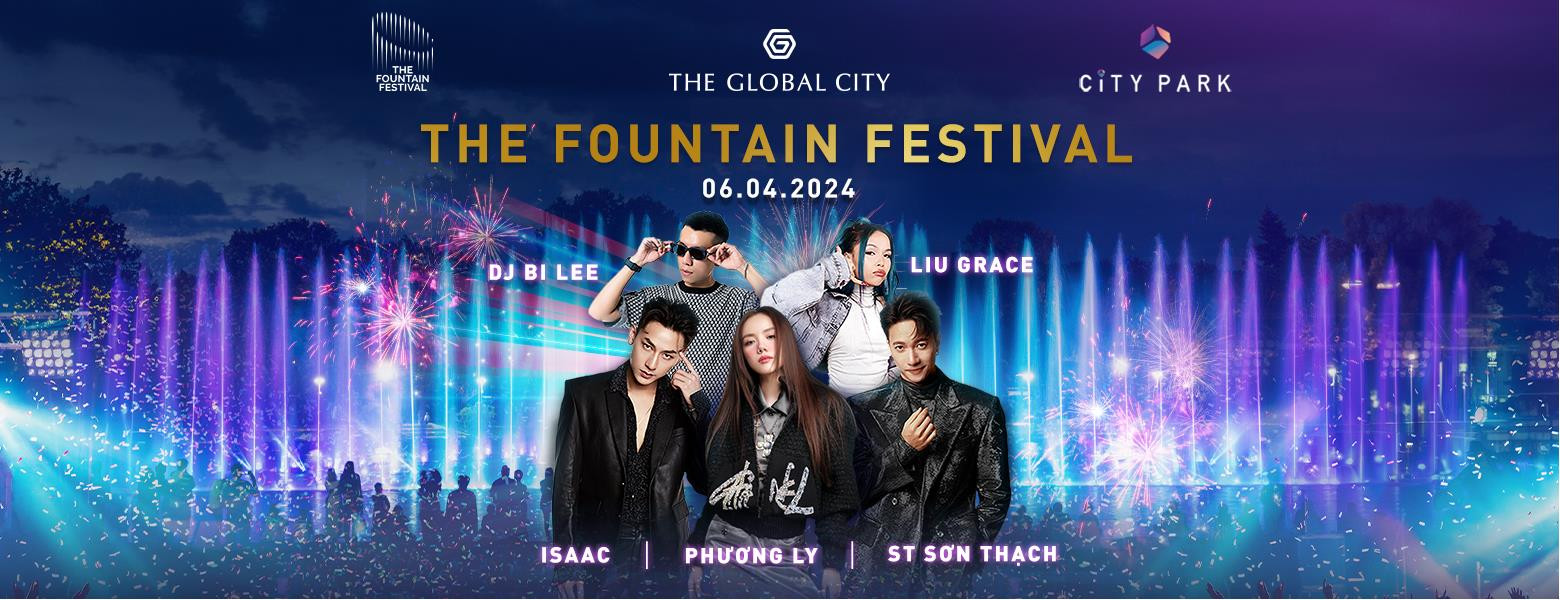 THE
FOUNTAIN
FESTIVAL
THE GLOBAL CITY
CiTY PARK
THE FOUNTAIN FESTIVAL
06.04.2024
DJ BI LEE
LIU GRACE
ISAAC | PHƯƠNG LY | ST SƠN THẠCH